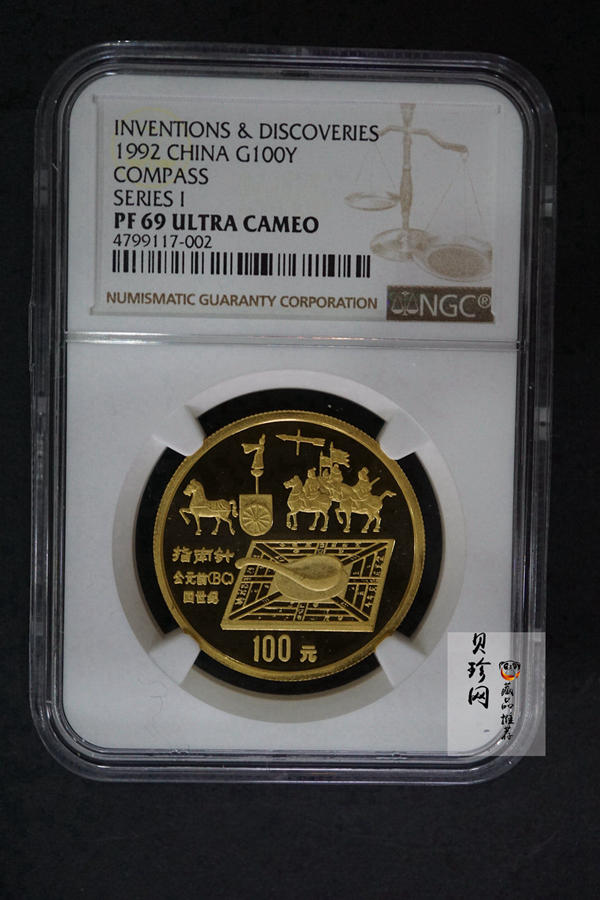 INVENTIONS & DISCOVERIES
1992 CHINA G100Y
COMPASS
SERIES I
PF 69 ULTRA CAMEO
4799117-002
NUMISMATIC GUARANTY CORPORATION
NGC®
指南针
公元前(BC)
四世纪
100元
贝珍网
藏品推荐